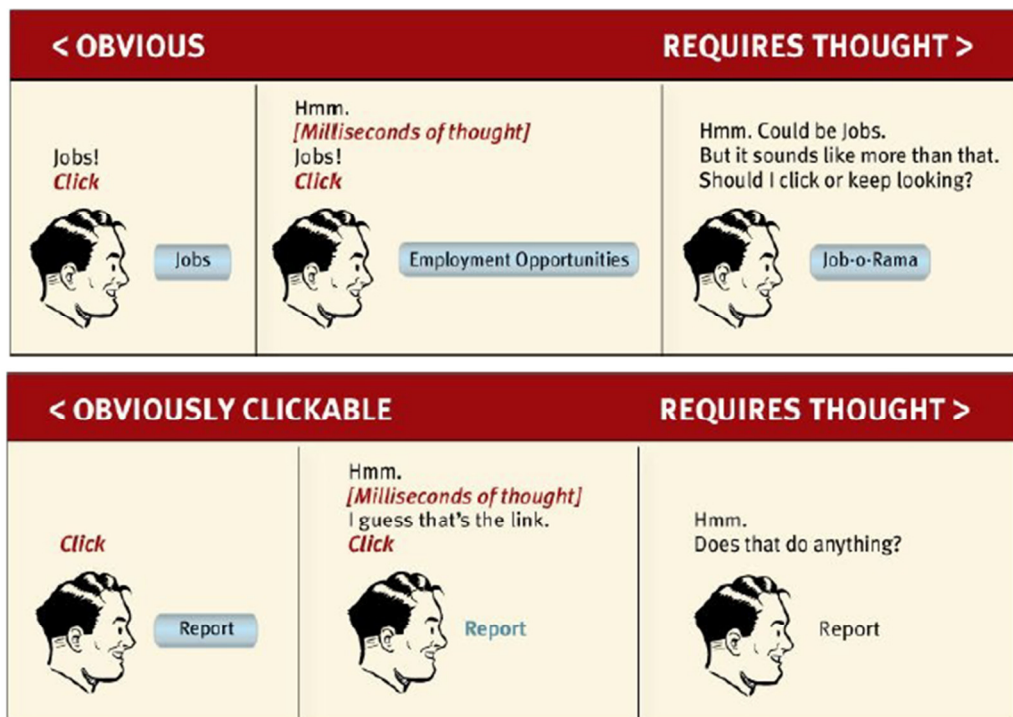 < OBVIOUS
REQUIRES THOUGHT >
Jobs!
Click
Jobs
Hmm.
[Milliseconds of thought]
Jobs!
Click
Employment Opportunities
Hmm. Could be Jobs.
But it sounds like more than that.
Should I click or keep looking?
Job-o-Rama
< OBVIOUSLY CLICKABLE
REQUIRES THOUGHT >
Click
Report
Hmm.
[Milliseconds of thought]
I guess that's the link.
Click
Report
Hmm.
Does that do anything?
Report